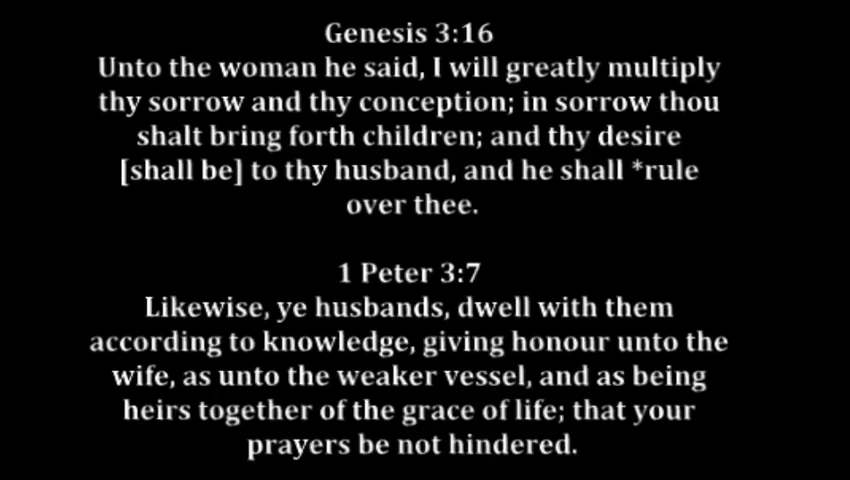 Genesis 3:16
Unto the woman he said, I will greatly multiply
thy sorrow and thy conception; in sorrow thou
shalt bring forth children; and thy desire
[shall be] to thy husband, and he shall *rule
over thee.
1 Peter 3:7
Likewise, ye husbands, dwell with them
according to knowledge, giving honour unto the
wife, as unto the weaker vessel, and as being
heirs together of the grace of life; that your
prayers be not hindered.